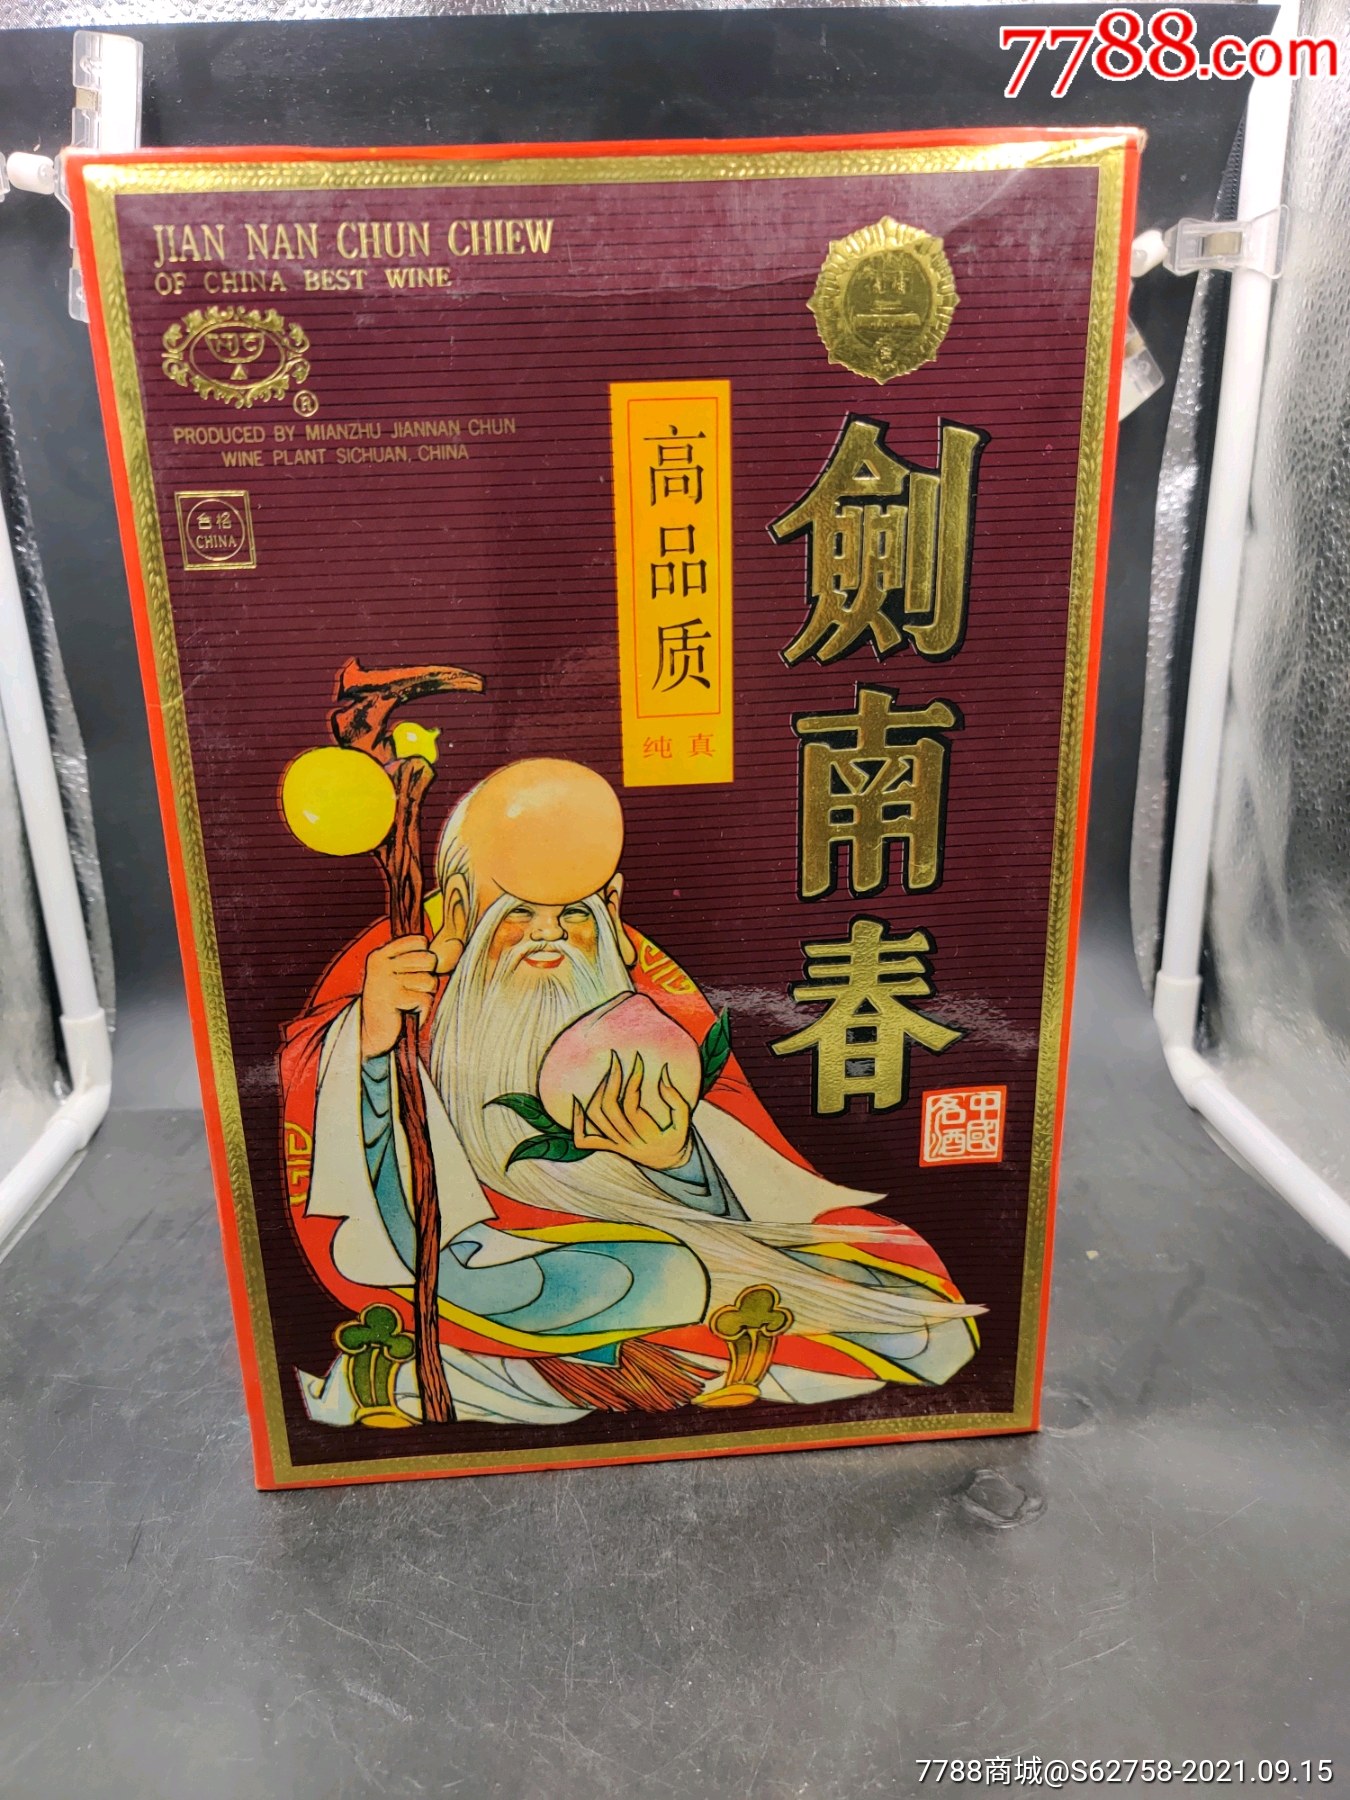 7788.com
JIAN NAN CHUN CHIEW
OF CHINA BEST WINE
®
PRODUCED BY MIANZHU JIANNAN CHUN
WINE PLANT SICHUAN, CHINA
合格
CHINA
高品质
纯真
劍南春
中國
名酒
7788商城@S62758-2021.09.15